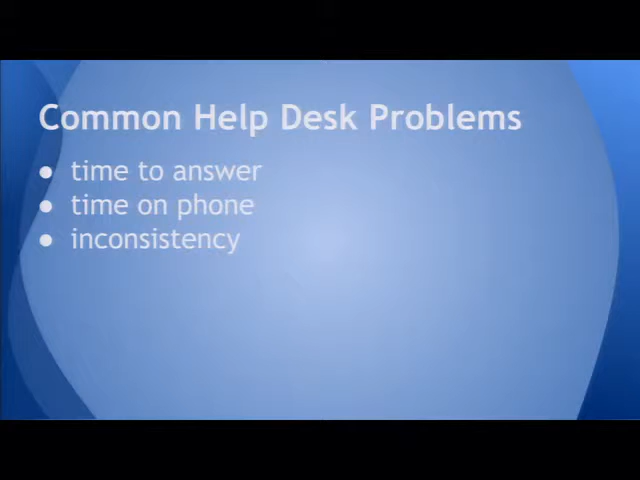 Common Help Desk Problems
● time to answer
● time on phone
● inconsistency